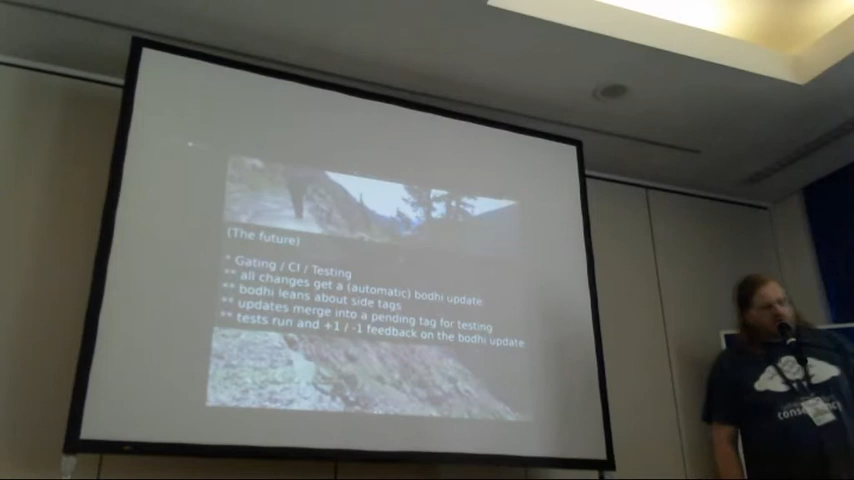 (The future)
* Gating / CI / Testing
** all changes get a (automatic) bodhi update
** bodhi leans about side tags
** updates merge into a pending tag for testing
** tests run and +1 / -1 feedback on the bodhi update